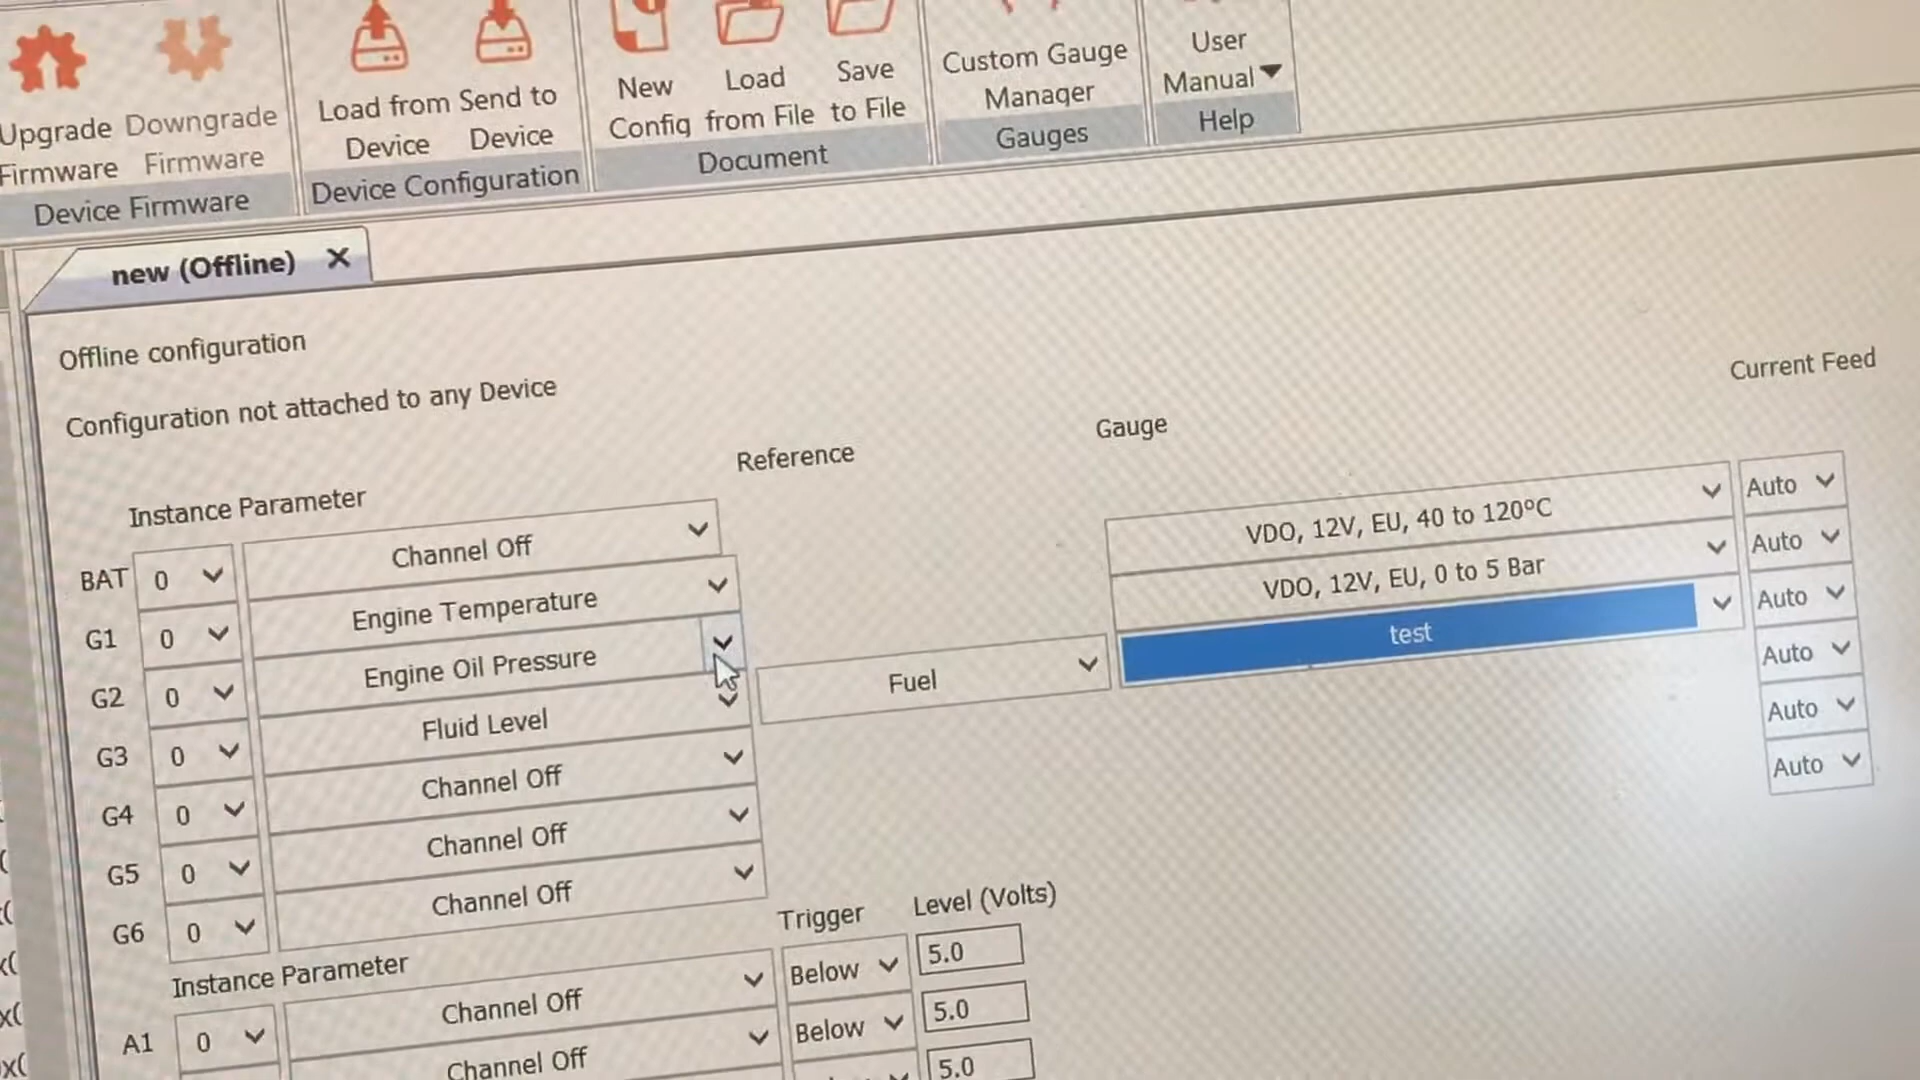 Upgrade Firmware
Downgrade Firmware
Device Firmware
Load from Device
Send to Device
Device Configuration
New Config
Load from File
Save to File
Document
Custom Gauge Manager
Gauges
User Manual
Help
new (Offline)
Offline configuration
Configuration not attached to any Device
Instance Parameter
Reference
Gauge
Current Feed
BAT 0 Channel Off
G1 0 Engine Temperature VDO, 12V, EU, 40 to 120ºC Auto
G2 0 Engine Oil Pressure VDO, 12V, EU, 0 to 5 Bar Auto
G3 0 Fluid Level Fuel test Auto
G4 0 Channel Off Auto
G5 0 Channel Off Auto
G6 0 Channel Off Auto
Instance Parameter
Trigger
Level (Volts)
A1 0 Channel Off Below 5.0
Channel Off Below 5.0
5.0